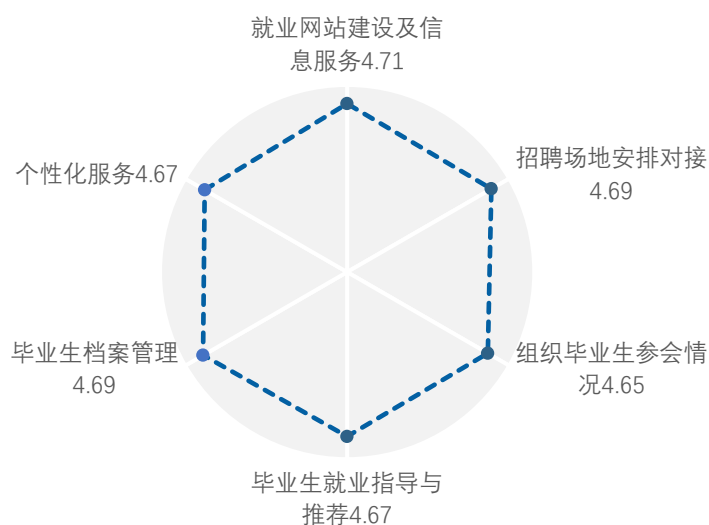 就业网站建设及信
息服务4.71
个性化服务4.67
招聘场地安排对接
4.69
毕业生档案管理
4.69
组织毕业生参会情
况4.65
毕业生就业指导与
推荐4.67